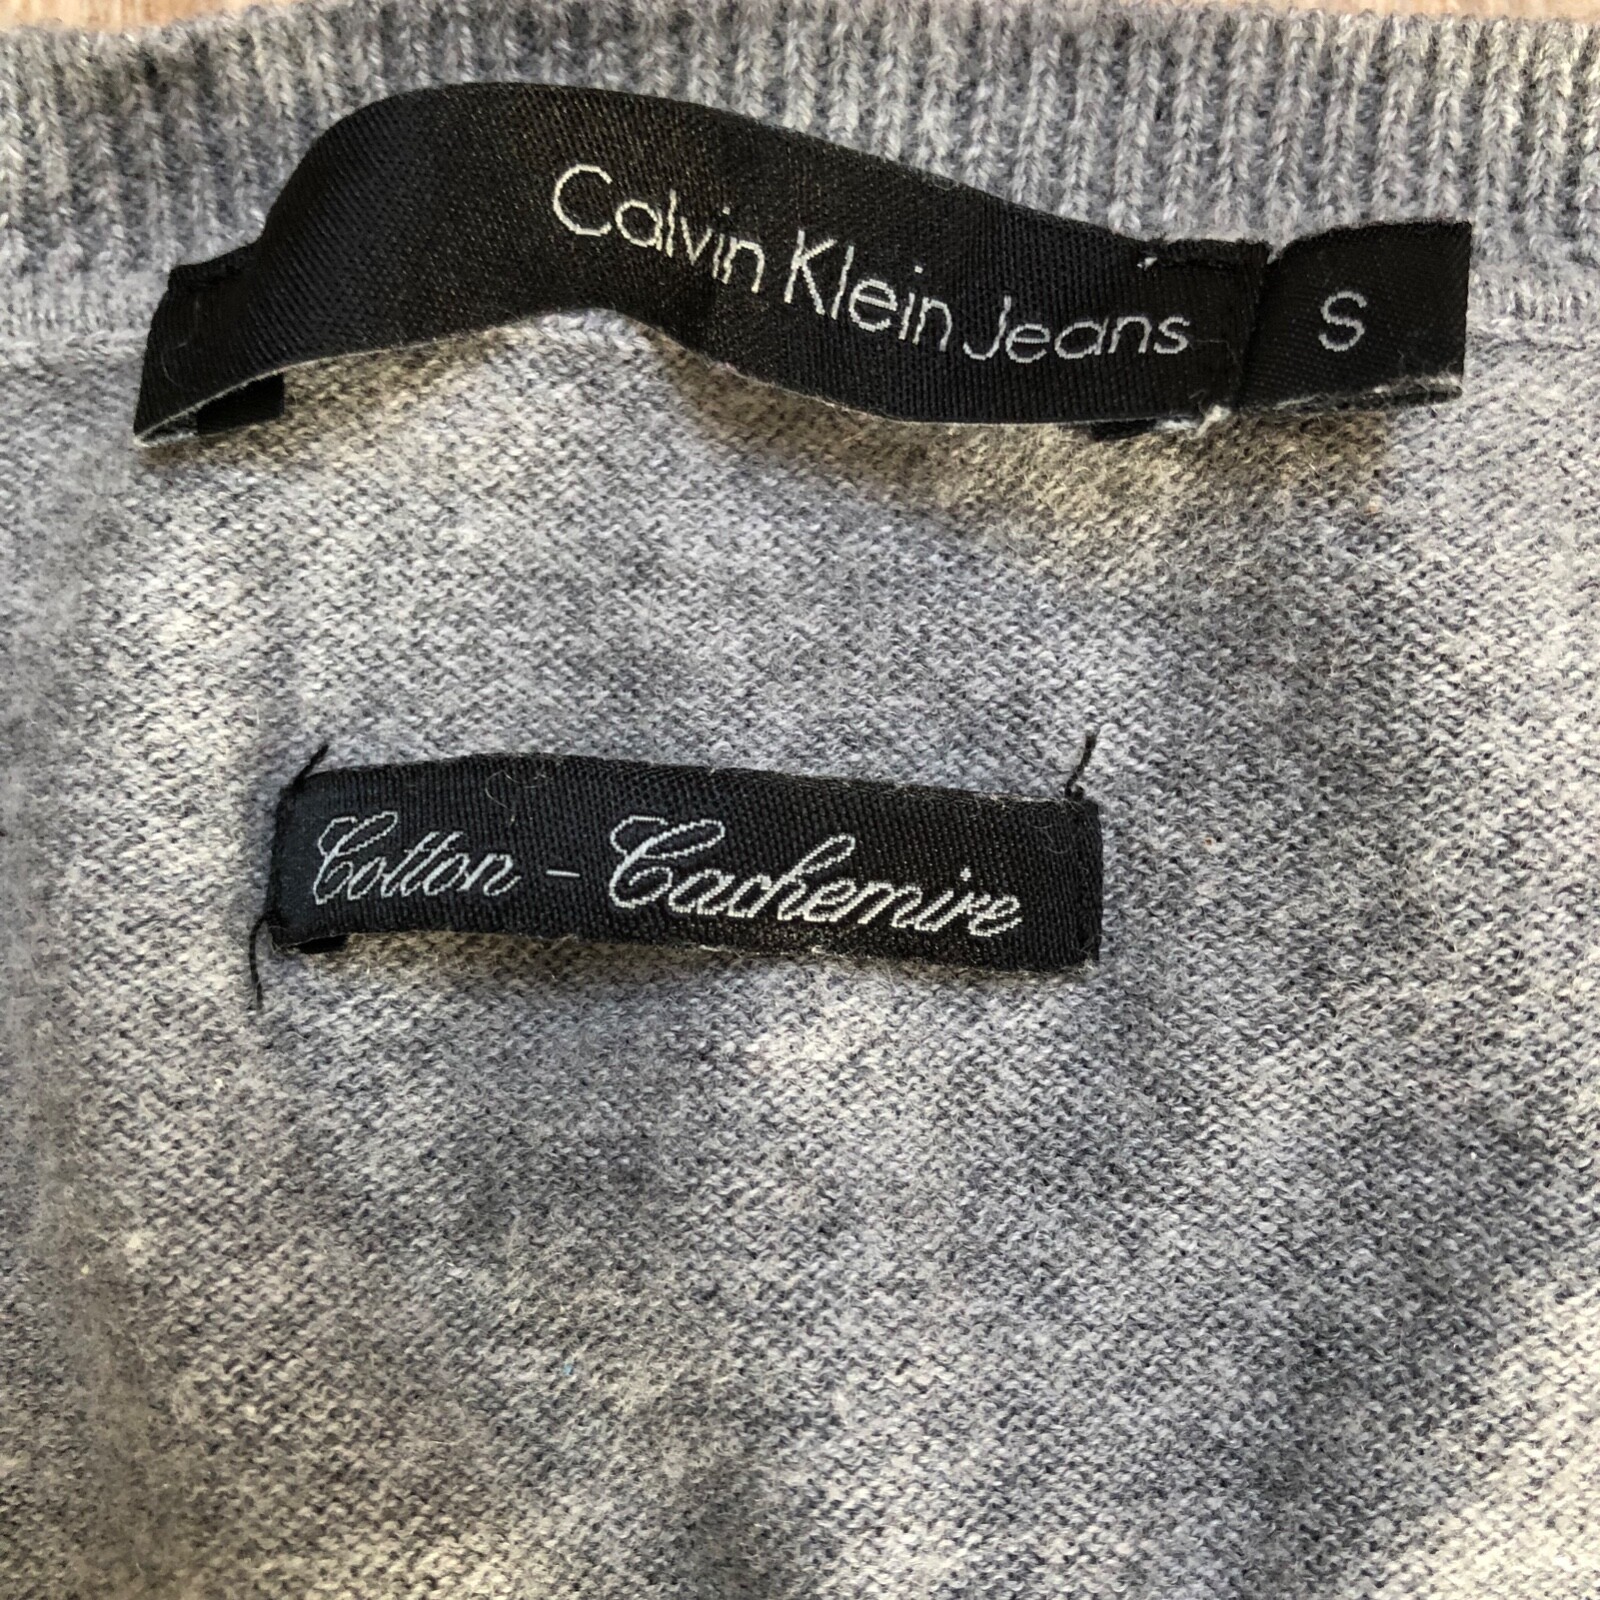 Calvin Klein Jeans S
Cotton - Cachemire